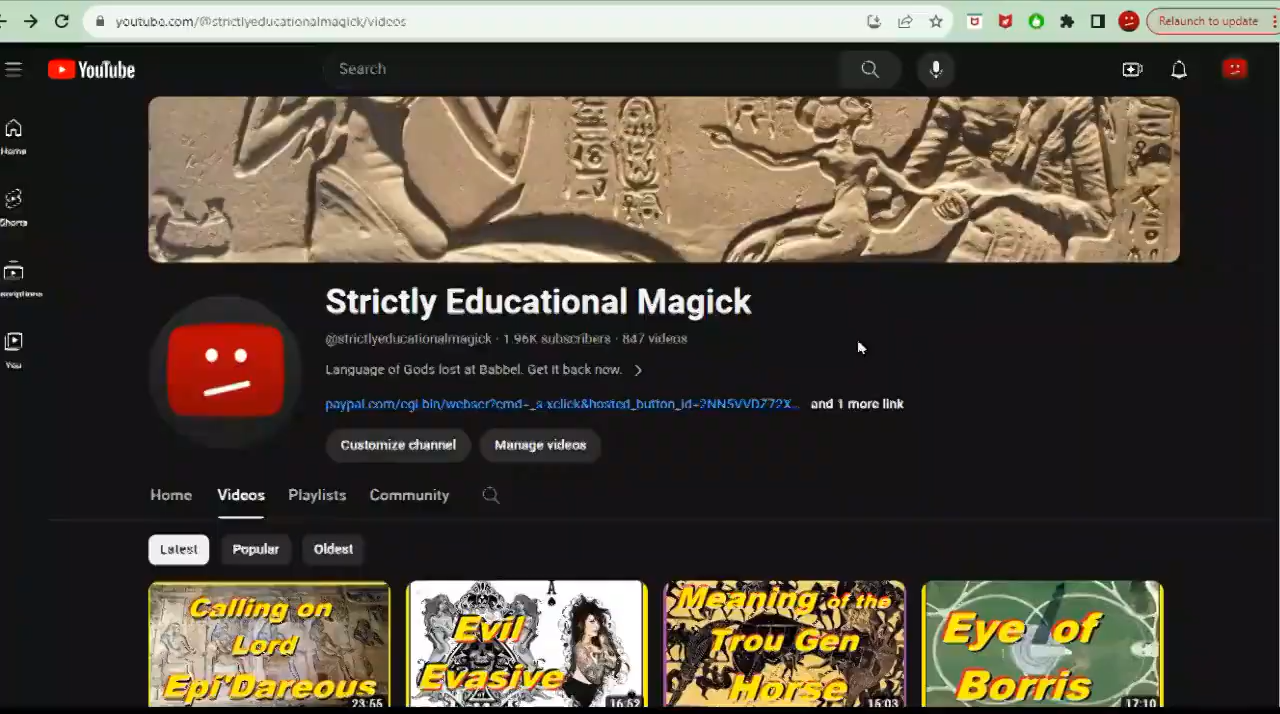 youtube.com/@strictlyeducationalmagick/videos
Relaunch to update
YouTube
Search
Home
Shorts
You
Strictly Educational Magick
@strictlyeducationalmagick · 1.96K subscribers · 847 videos
Language of Gods lost at Babbel. Get it back now.
and 1 more link
Customize channel
Manage videos
Home
Videos
Playlists
Community
Latest
Popular
Oldest
Calling on
Lord
Epi'Dareous
23:55
Evil
Evasive
16:52
Meaning of the
Trou Gen
Horse
15:03
Eye of
Borris
17:10